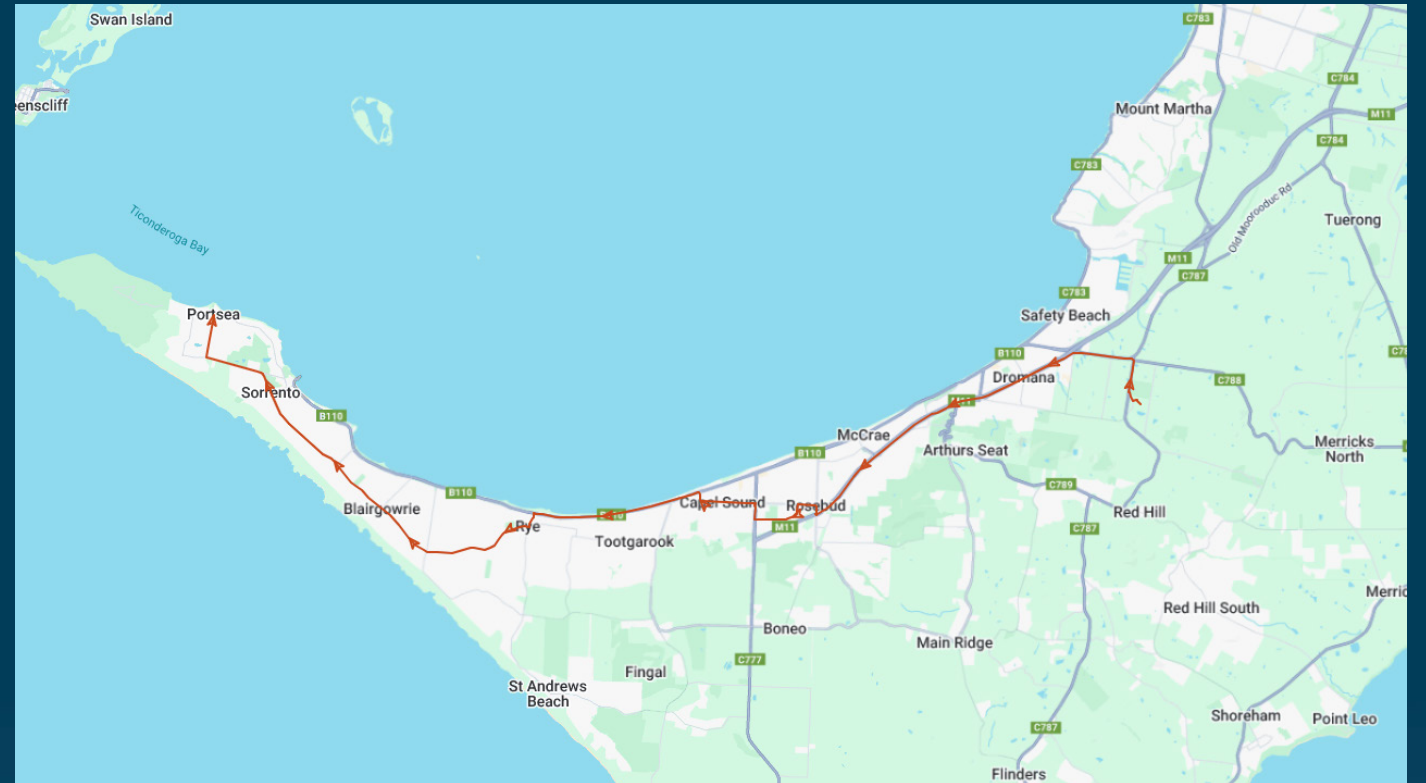 Swan Island
C783
C784
eenscliff
Mount Martha
M11
C784
C783
Ticonderoga Bay
Old Moorooduc Rd
Tuerong
M11
C787
C783
Portsea
Safety Beach
B110
Dromana
C788
Sorrento
B110
McCrae
Merricks
North
Arthurs Seat
B110
C789
B110
Capel Sound
Rosebud
Blairgowrie
Red Hill
Rye
M11
C787
Tootgarook
Red Hill South
Boneo
Main Ridge
C777
Fingal
St Andrews
Beach
Shoreham
Point Leo
C787
Flinders